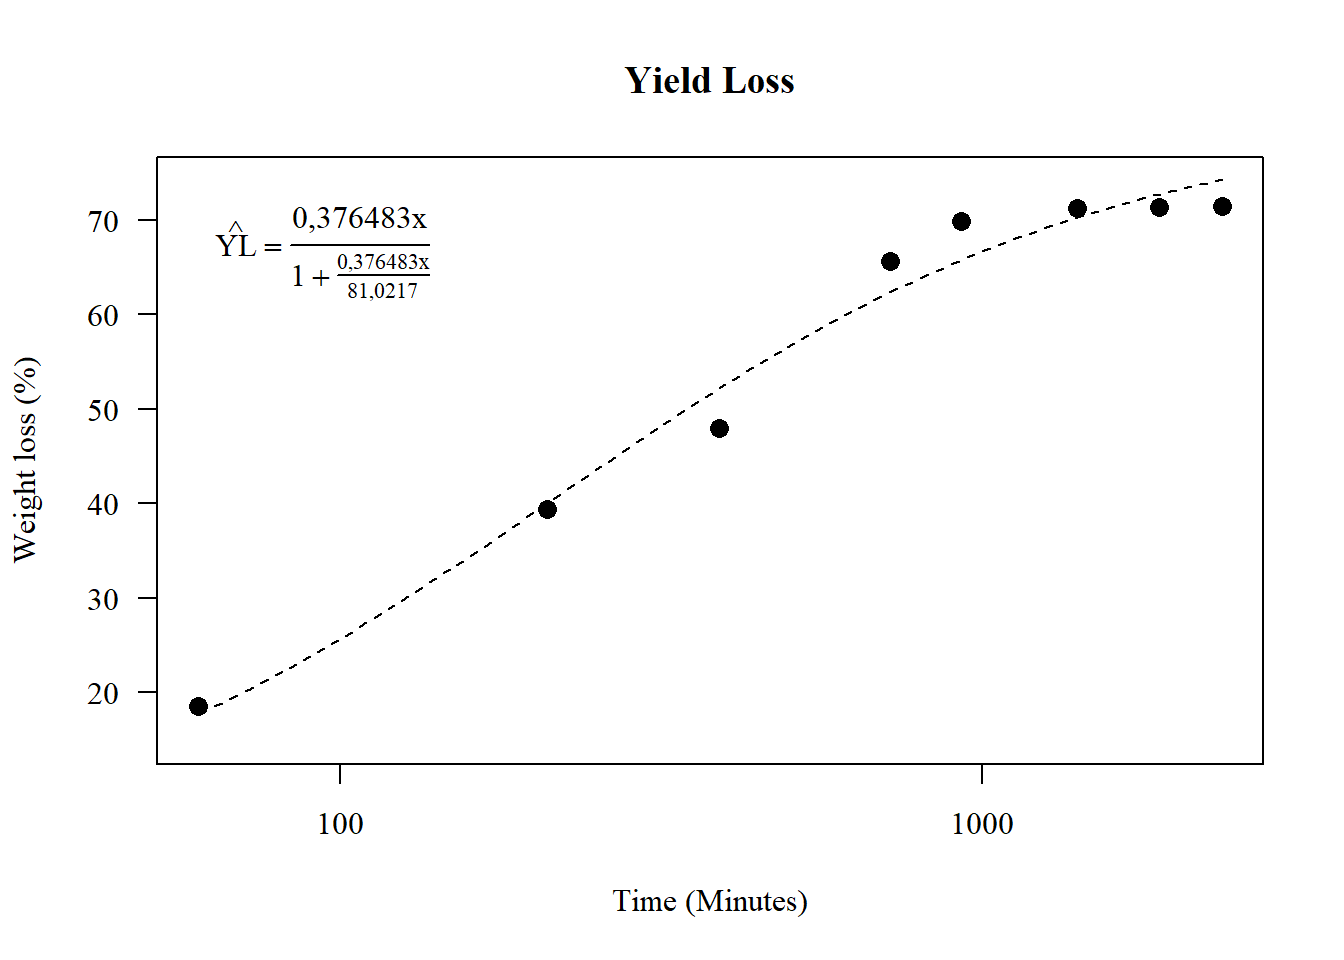 Yield Loss
0,376483x
ŶL =
1 + 0,376483x
81,0217
70
60
50
40
30
20
Weight loss (%)
100 1000
Time (Minutes)